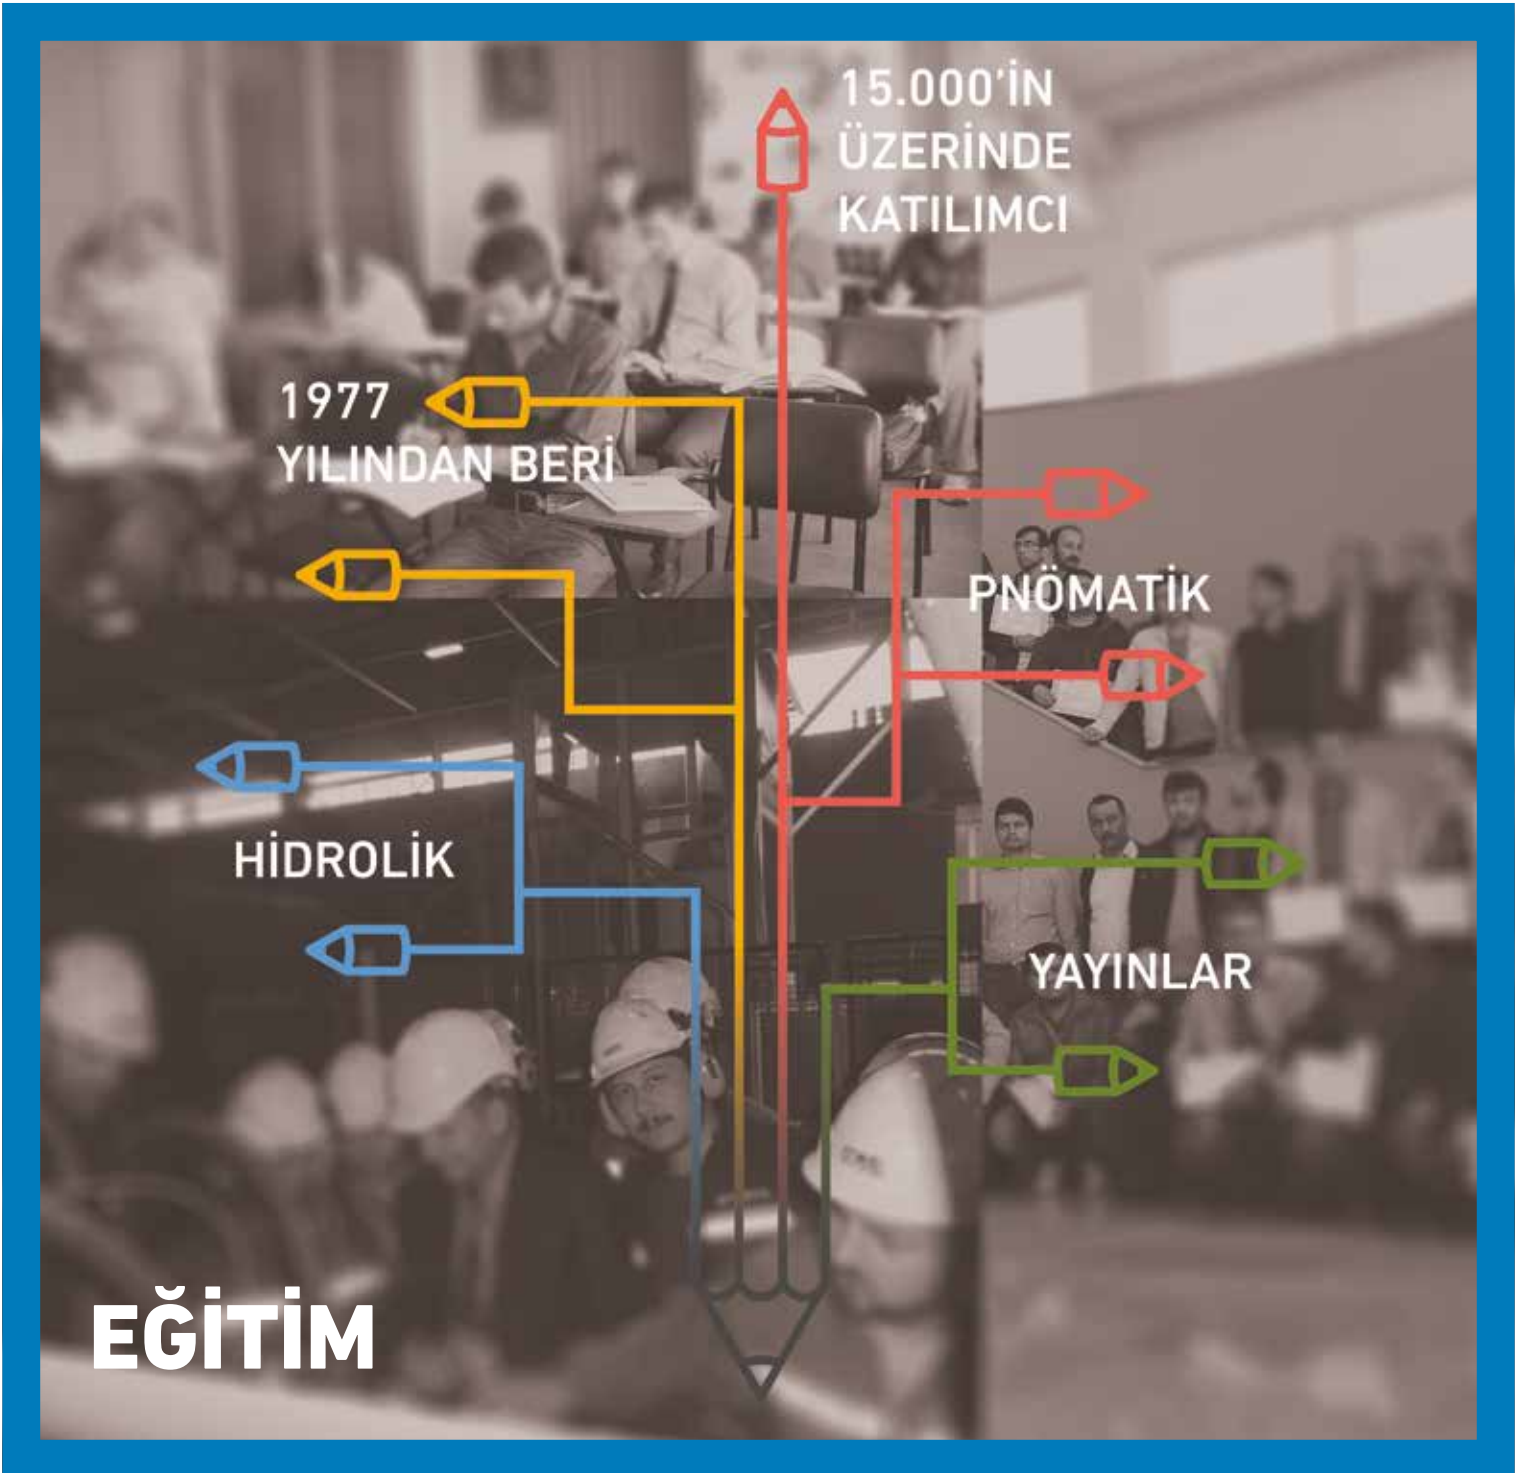 15.000'İN
ÜZERİNDE
KATILIMCI
1977
YILINDAN BERİ
PNÖMATİK
HİDROLİK
YAYINLAR
EĞİTİM